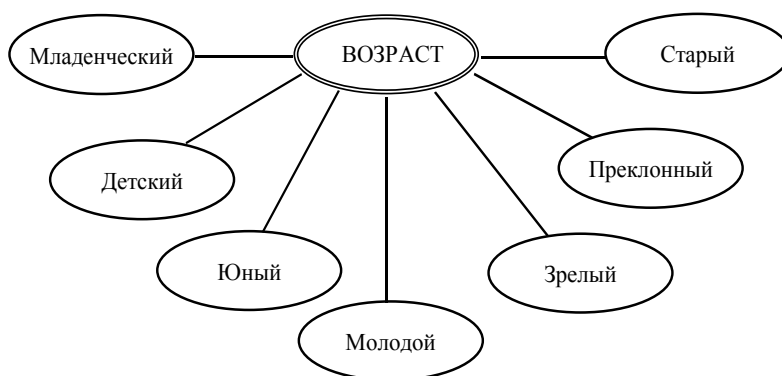 ВОЗРАСТ
Младенческий
Детский
Юный
Молодой
Зрелый
Преклонный
Старый